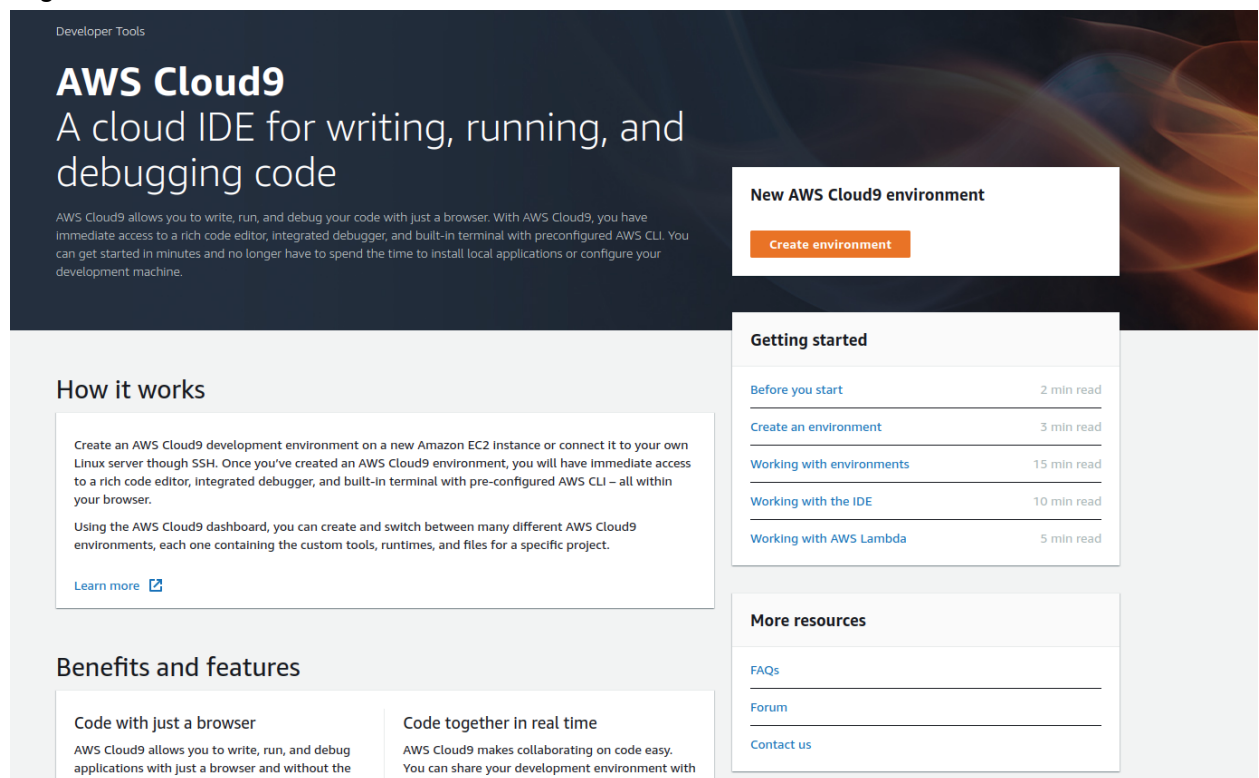 Developer Tools
AWS Cloud9
A cloud IDE for writing, running, and
debugging code
AWS Cloud9 allows you to write, run, and debug your code with just a browser. With AWS Cloud9, you have
immediate access to a rich code editor, integrated debugger, and built-in terminal with preconfigured AWS CLI. You
can get started in minutes and no longer have to spend the time to install local applications or configure your
development machine.
New AWS Cloud9 environment
Create environment
How it works
Create an AWS Cloud9 development environment on a new Amazon EC2 instance or connect it to your own
Linux server though SSH. Once you've created an AWS Cloud9 environment, you will have immediate access
to a rich code editor, integrated debugger, and built-in terminal with pre-configured AWS CLI – all within
your browser.
Using the AWS Cloud9 dashboard, you can create and switch between many different AWS Cloud9
environments, each one containing the custom tools, runtimes, and files for a specific project.
Learn more
Benefits and features
Code with just a browser
AWS Cloud9 allows you to write, run, and debug
applications with just a browser and without the
Code together in real time
AWS Cloud9 makes collaborating on code easy.
You can share your development environment with
Getting started
Before you start 2 min read
Create an environment 3 min read
Working with environments 15 min read
Working with the IDE 10 min read
Working with AWS Lambda 5 min read
More resources
FAQs
Forum
Contact us